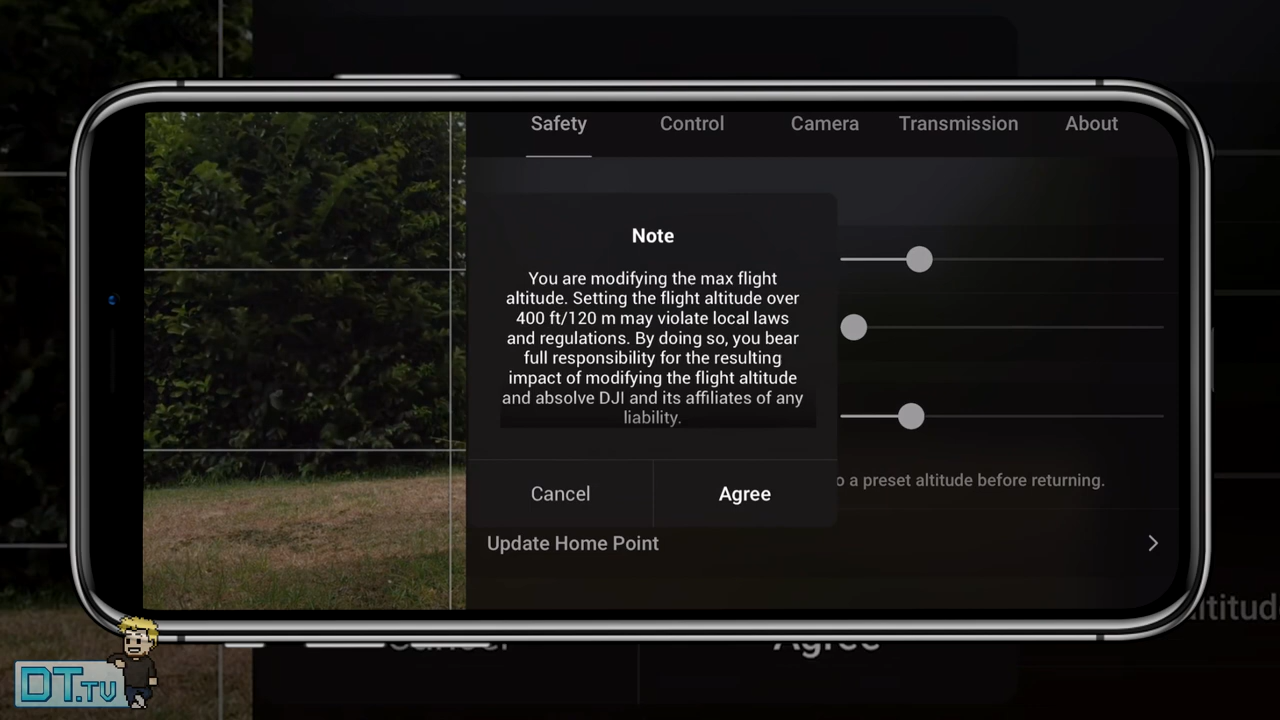 Safety Control Camera Transmission About
Note
You are modifying the max flight
altitude. Setting the flight altitude over
400 ft/120 m may violate local laws
and regulations. By doing so, you bear
full responsibility for the resulting
impact of modifying the flight altitude
and absolve DJI and its affiliates of any
liability.
o a preset altitude before returning.
Cancel Agree
Update Home Point
altitud
Cancel Agree
DT.TV